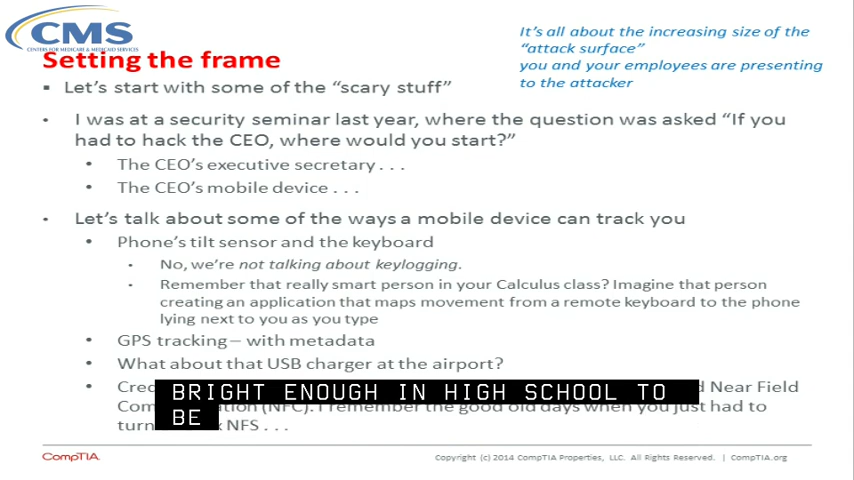 CMS
CENTERS FOR MEDICARE & MEDICAID SERVICES
Setting the frame
It's all about the increasing size of the
"attack surface"
you and your employees are presenting
to the attacker
▪ Let's start with some of the "scary stuff"
• I was at a security seminar last year, where the question was asked "If you
had to hack the CEO, where would you start?"
• The CEO's executive secretary . . .
• The CEO's mobile device . . .
• Let's talk about some of the ways a mobile device can track you
• Phone's tilt sensor and the keyboard
• No, we're not talking about keylogging.
• Remember that really smart person in your Calculus class? Imagine that person
creating an application that maps movement from a remote keyboard to the phone
lying next to you as you type
• GPS tracking – with metadata
• What about that USB charger at the airport?
• Near Field
(NFC). I remember the good old days when you just had to
turn NFS . . .
BRIGHT ENOUGH IN HIGH SCHOOL TO
BE
CompTIA.
Copyright (c) 2014 CompTIA Properties, LLC. All Rights Reserved. | CompTIA.org